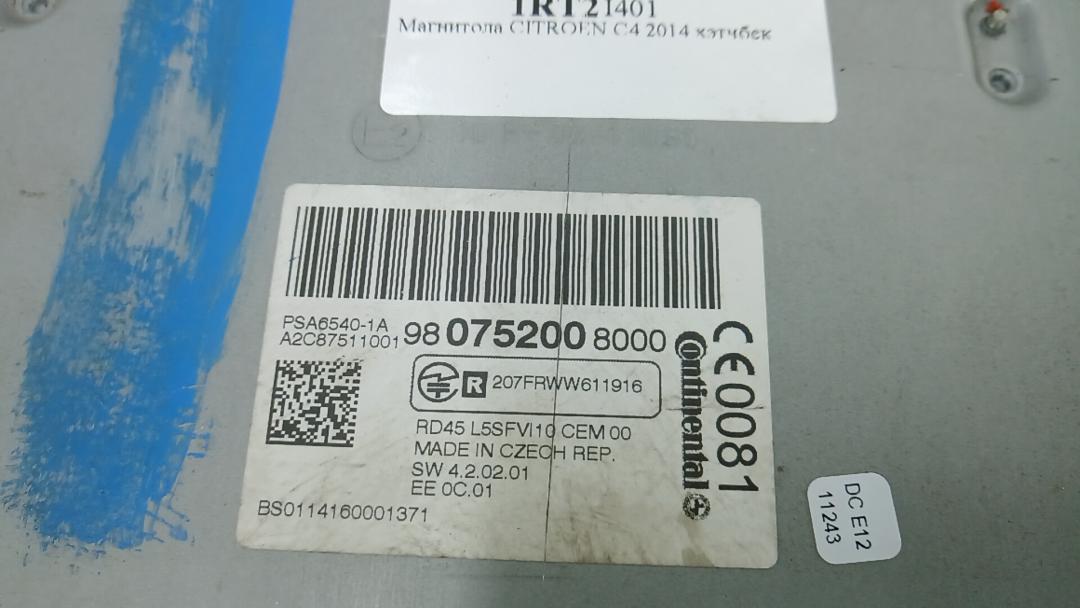 1RT2I401
Магнитола CITROEN C4 2014 хэтчбек
PSA6540-1A
A2C87511001
98 075200 8000
R 207FRWW611916
RD45 L5SFVI10 CEM 00
MADE IN CZECH REP.
SW 4.2.02.01
EE 0C.01
BS0114160001371
Continental
CE0081
DC E12
11243